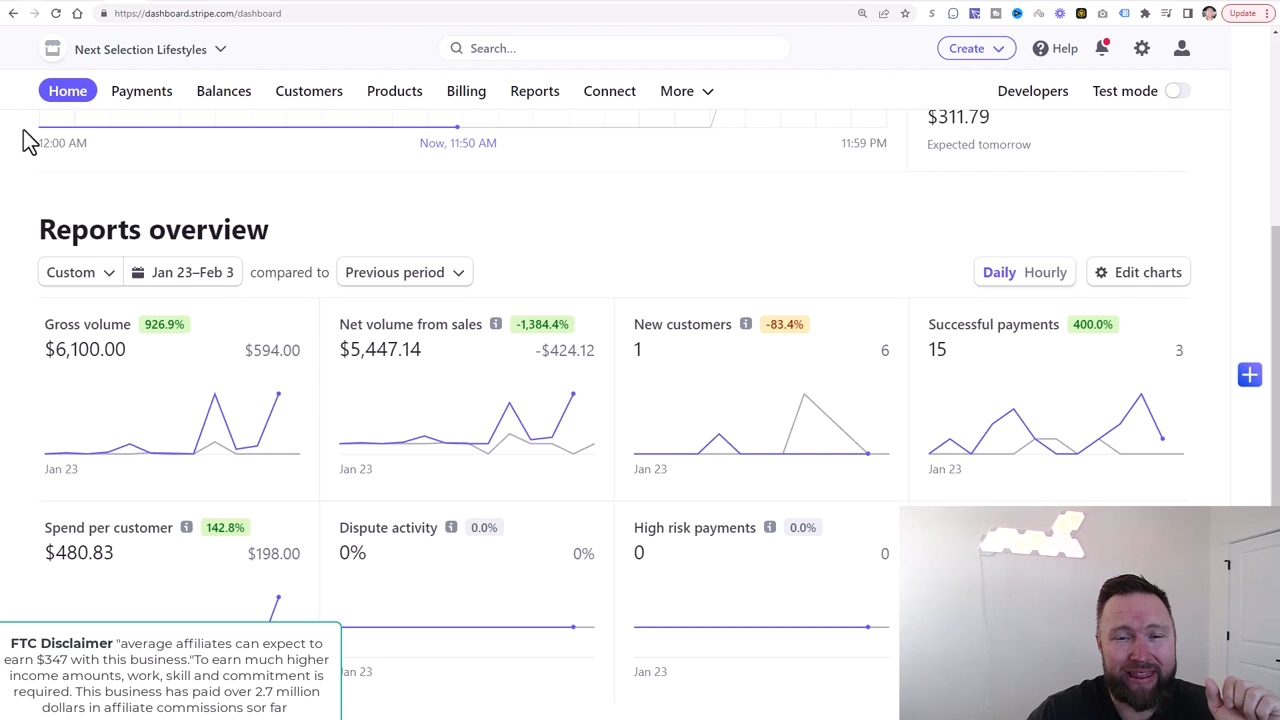 https://dashboard.stripe.com/dashboard
Update
Next Selection Lifestyles
Search...
Create
Help
Home
Payments
Balances
Customers
Products
Billing
Reports
Connect
More
Developers
Test mode
$311.79
12:00 AM
Now, 11:50 AM
11:59 PM
Expected tomorrow
Reports overview
Custom
Jan 23–Feb 3
compared to
Previous period
Daily
Hourly
Edit charts
Gross volume 926.9%
$6,100.00 $594.00
Jan 23
Net volume from sales -1,384.4%
$5,447.14 -$424.12
Jan 23
New customers -83.4%
1 6
Jan 23
Successful payments 400.0%
15 3
Jan 23
Spend per customer 142.8%
$480.83 $198.00
Dispute activity 0.0%
0% 0%
Jan 23
High risk payments 0.0%
0 0
Jan 23
FTC Disclaimer "average affiliates can expect to
earn $347 with this business."To earn much higher
income amounts, work, skill and commitment is
required. This business has paid over 2.7 million
dollars in affiliate commissions sor far